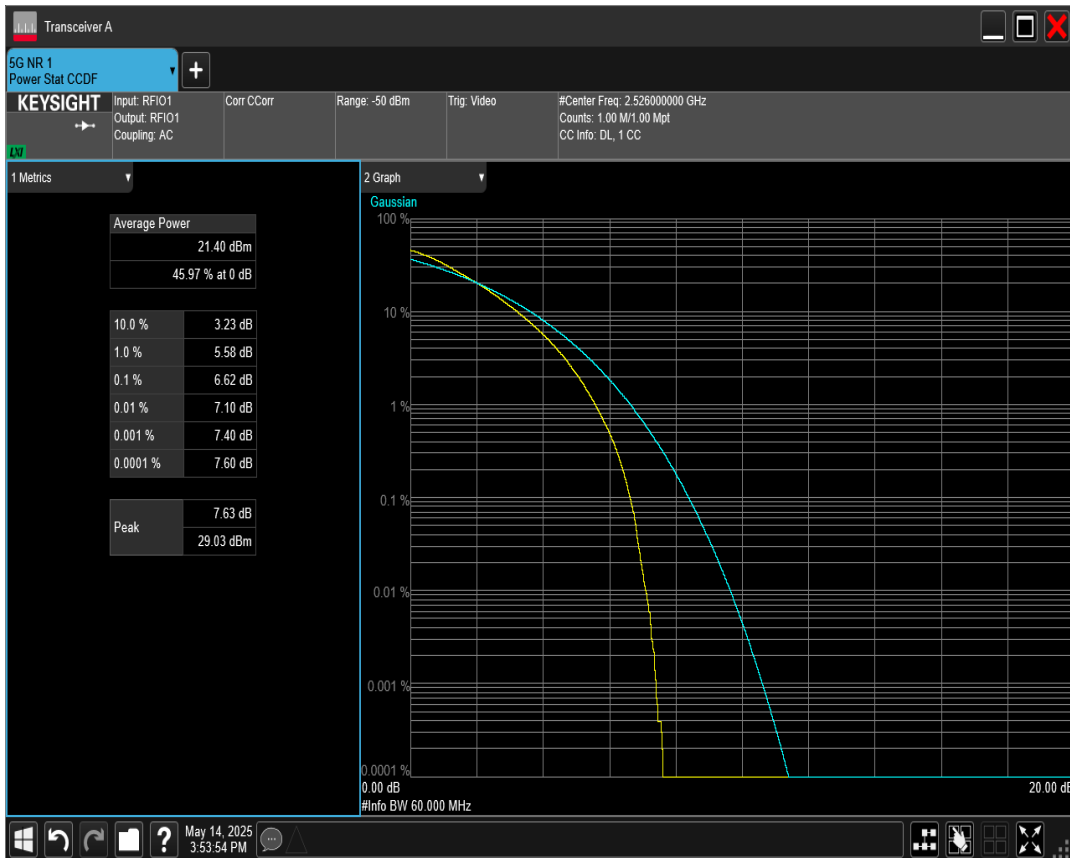 Transceiver A
5G NR 1
Power Stat CCDF
KEYSIGHT
LXI
Input: RFIO1
Output: RFIO1
Coupling: AC
Corr CCorr
Range: -50 dBm
Trig: Video
#Center Freq: 2.526000000 GHz
Counts: 1.00 M/1.00 Mpt
CC Info: DL, 1 CC
1 Metrics
Average Power
21.40 dBm
45.97 % at 0 dB
10.0 % 3.23 dB
1.0 % 5.58 dB
0.1 % 6.62 dB
0.01 % 7.10 dB
0.001 % 7.40 dB
0.0001 % 7.60 dB
Peak 7.63 dB
29.03 dBm
2 Graph
Gaussian
100 %
10 %
1 %
0.1 %
0.01 %
0.001 %
0.0001 %
0.00 dB 20.00 dB
#Info BW 60.000 MHz
? May 14, 2025
3:53:54 PM